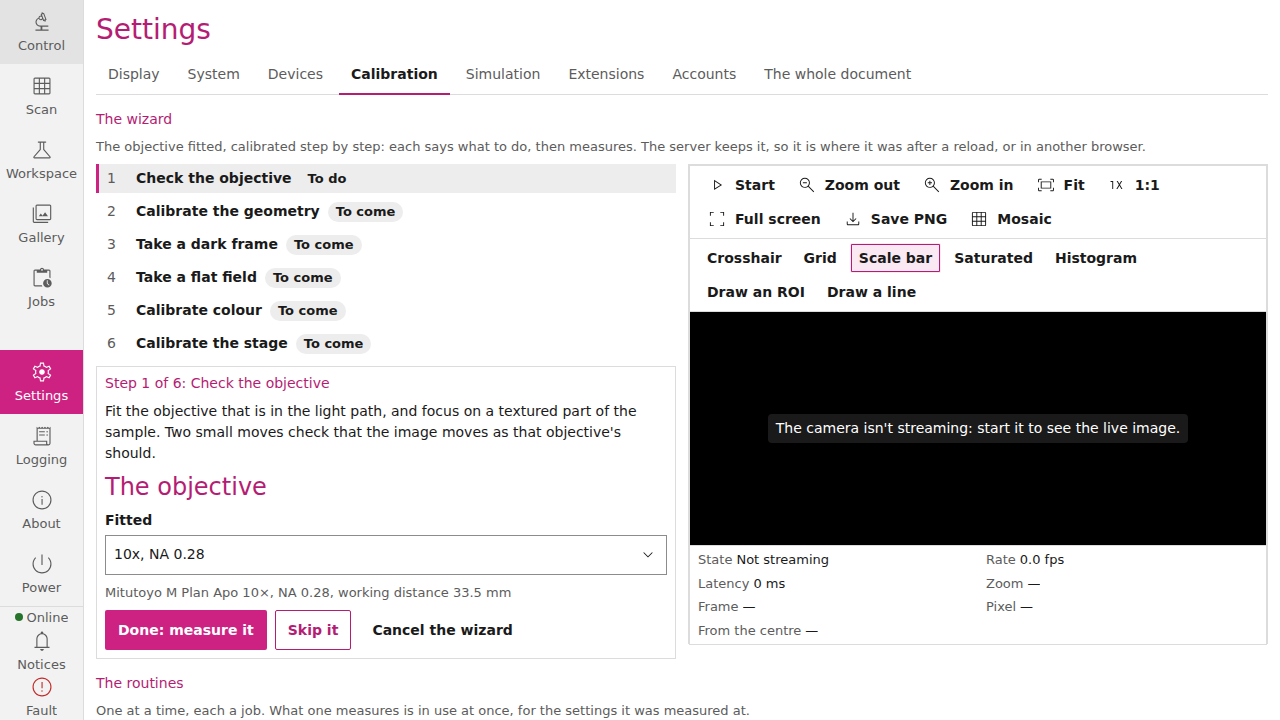 Control
Scan
Workspace
Gallery
Jobs
Settings
Logging
About
Power
Online
Notices
Fault
Settings
Display System Devices Calibration Simulation Extensions Accounts The whole document
The wizard
The objective fitted, calibrated step by step: each says what to do, then measures. The server keeps it, so it is where it was after a reload, or in another browser.
1 Check the objective To do
2 Calibrate the geometry To come
3 Take a dark frame To come
4 Take a flat field To come
5 Calibrate colour To come
6 Calibrate the stage To come
Step 1 of 6: Check the objective
Fit the objective that is in the light path, and focus on a textured part of the
sample. Two small moves check that the image moves as that objective's
should.
The objective
Fitted
10x, NA 0.28
Mitutoyo M Plan Apo 10×, NA 0.28, working distance 33.5 mm
Done: measure it Skip it Cancel the wizard
Start Zoom out Zoom in Fit 1X 1:1
Full screen Save PNG Mosaic
Crosshair Grid Scale bar Saturated Histogram
Draw an ROI Draw a line
The camera isn't streaming: start it to see the live image.
State Not streaming Rate 0.0 fps
Latency 0 ms Zoom —
Frame — Pixel —
From the centre —
The routines
One at a time, each a job. What one measures is in use at once, for the settings it was measured at.